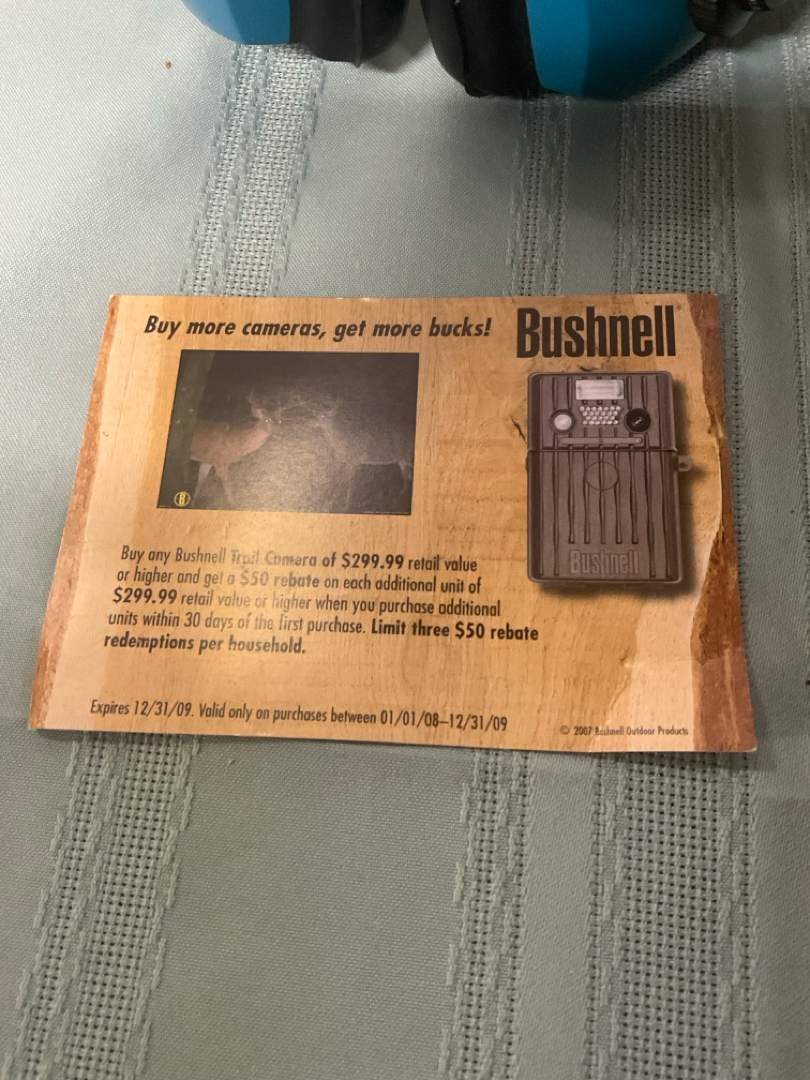 Buy more cameras, get more bucks!
Bushnell
B
Bushnell
Buy any Bushnell Trail Camera of $299.99 retail value
or higher and get a $50 rebate on each additional unit of
$299.99 retail value or higher when you purchase additional
units within 30 days of the first purchase. Limit three $50 rebate
redemptions per household.
Expires 12/31/09. Valid only on purchases between 01/01/08–12/31/09
© 2007 Bushnell Outdoor Products